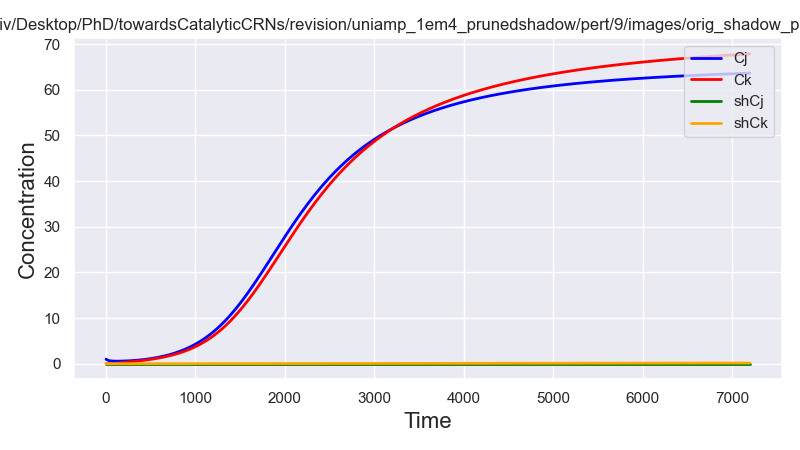 iv/Desktop/PhD/towardsCatalyticCRNs/revision/uniamp_1em4_prunedshadow/pert/9/images/orig_shadow_p
70
60
50
40
30
20
10
0
Concentration
Cj
Ck
shCj
shCk
0 1000 2000 3000 4000 5000 6000 7000
Time